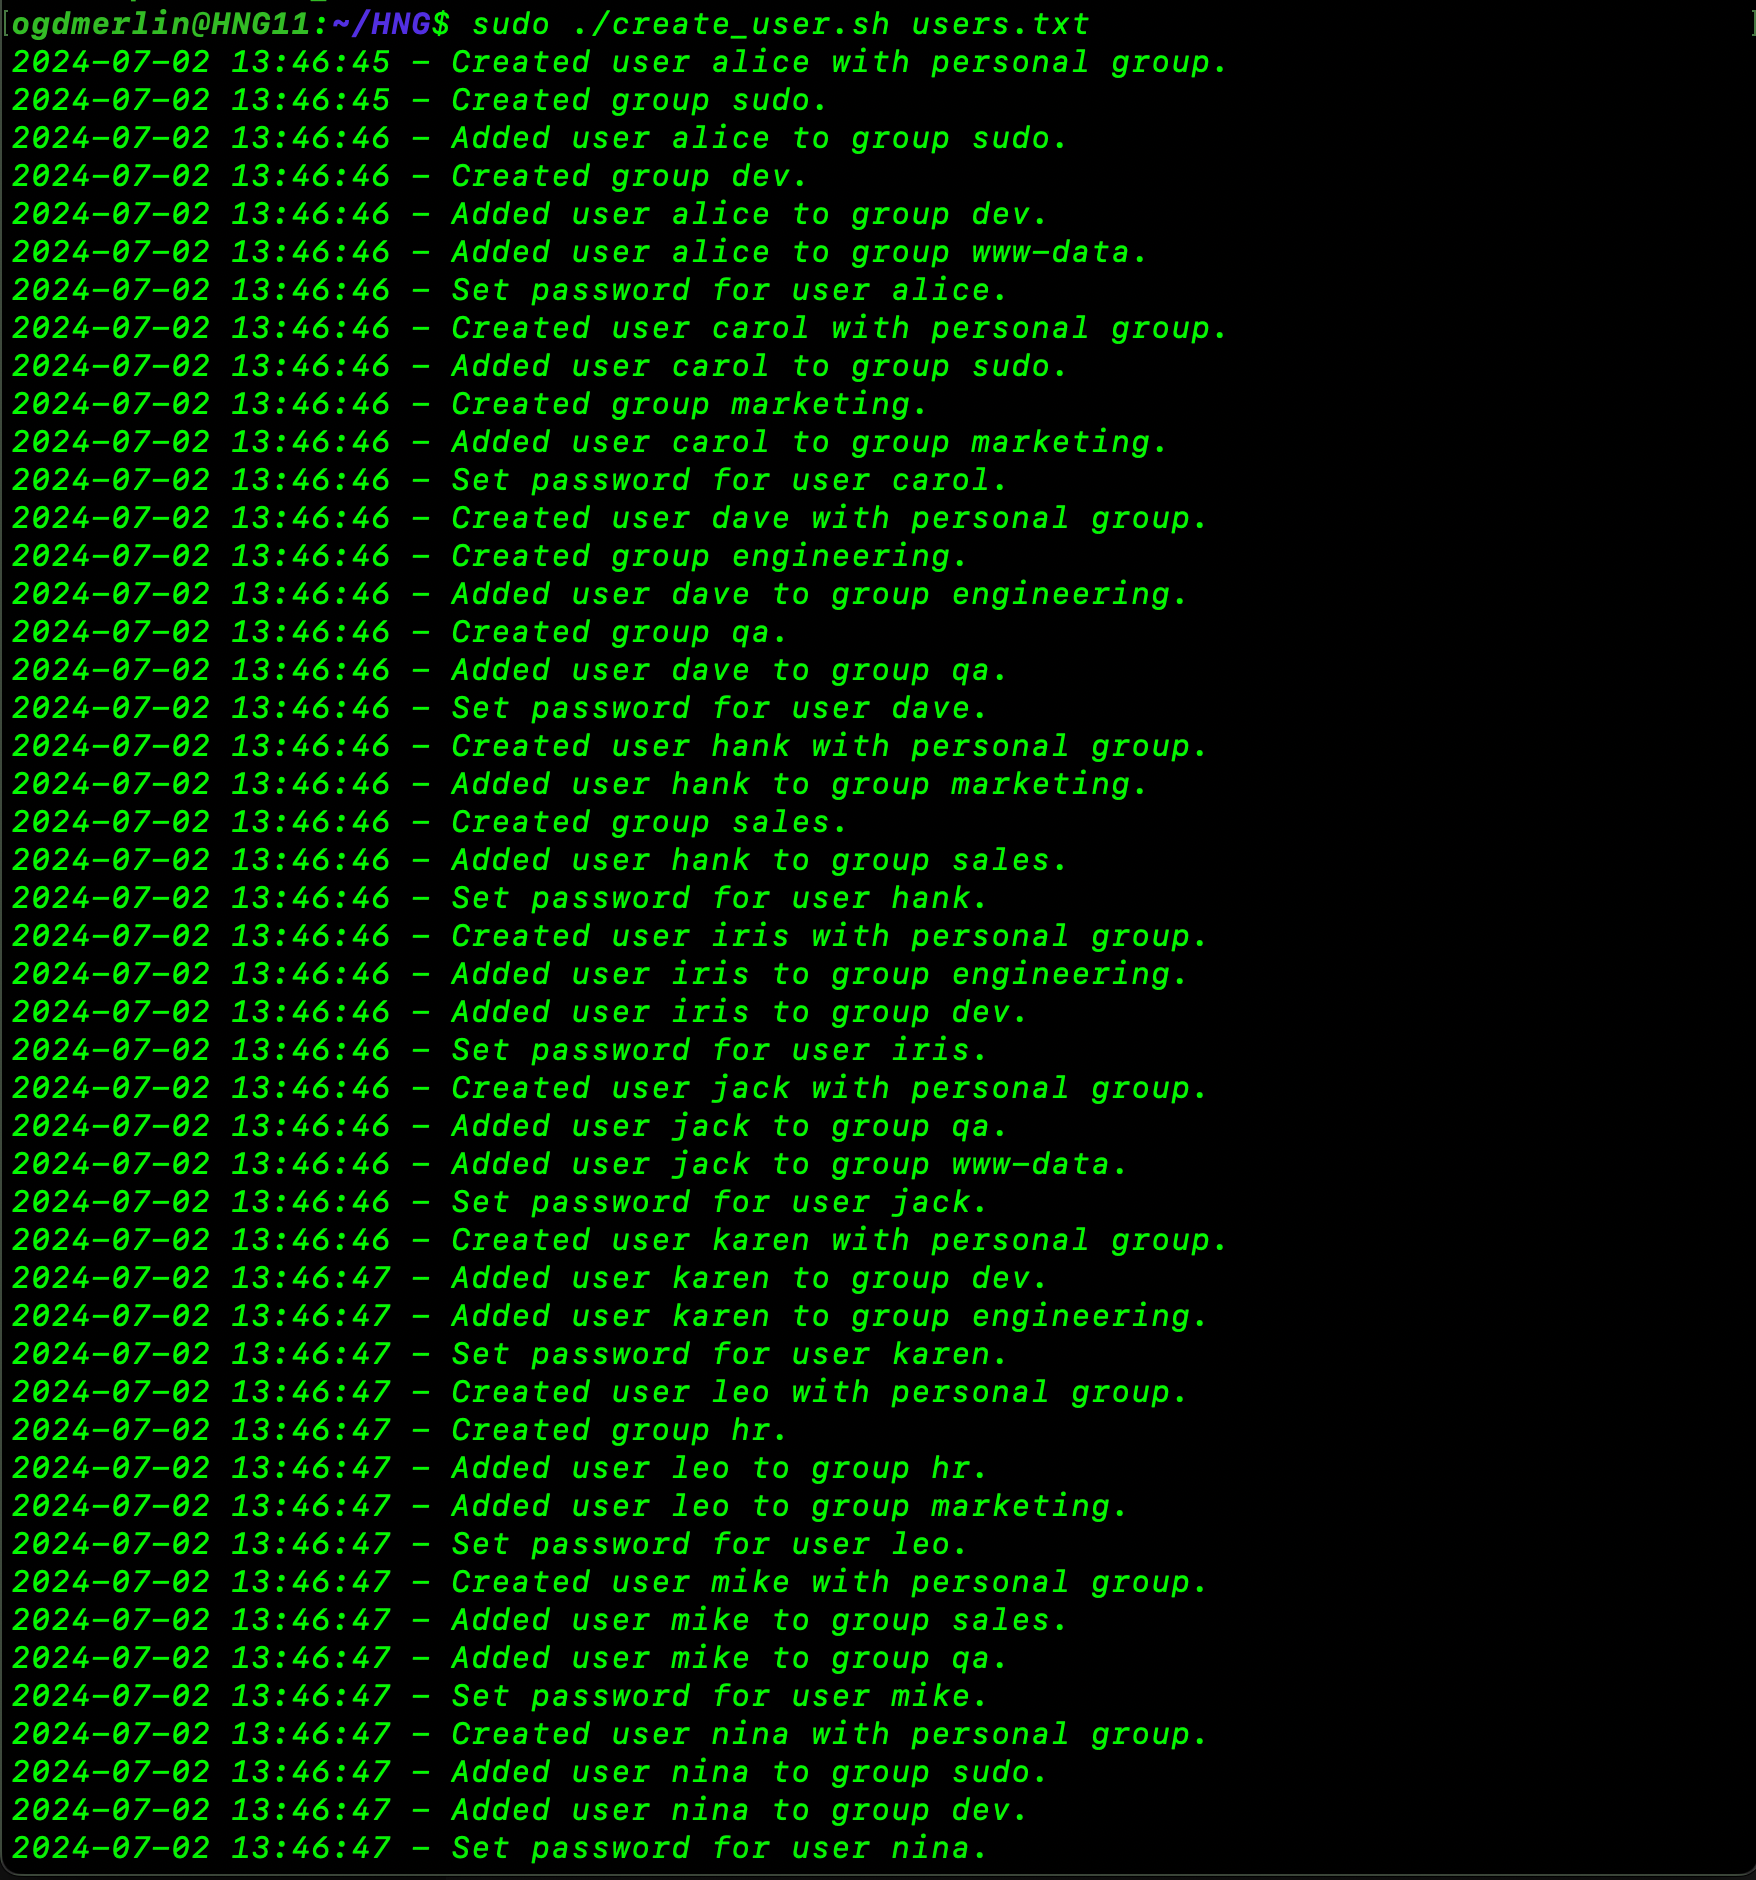 [ogdmerlin@HNG11:~/HNG$ sudo ./create_user.sh users.txt ]
2024-07-02 13:46:45 - Created user alice with personal group.
2024-07-02 13:46:45 - Created group sudo.
2024-07-02 13:46:46 - Added user alice to group sudo.
2024-07-02 13:46:46 - Created group dev.
2024-07-02 13:46:46 - Added user alice to group dev.
2024-07-02 13:46:46 - Added user alice to group www-data.
2024-07-02 13:46:46 - Set password for user alice.
2024-07-02 13:46:46 - Created user carol with personal group.
2024-07-02 13:46:46 - Added user carol to group sudo.
2024-07-02 13:46:46 - Created group marketing.
2024-07-02 13:46:46 - Added user carol to group marketing.
2024-07-02 13:46:46 - Set password for user carol.
2024-07-02 13:46:46 - Created user dave with personal group.
2024-07-02 13:46:46 - Created group engineering.
2024-07-02 13:46:46 - Added user dave to group engineering.
2024-07-02 13:46:46 - Created group qa.
2024-07-02 13:46:46 - Added user dave to group qa.
2024-07-02 13:46:46 - Set password for user dave.
2024-07-02 13:46:46 - Created user hank with personal group.
2024-07-02 13:46:46 - Added user hank to group marketing.
2024-07-02 13:46:46 - Created group sales.
2024-07-02 13:46:46 - Added user hank to group sales.
2024-07-02 13:46:46 - Set password for user hank.
2024-07-02 13:46:46 - Created user iris with personal group.
2024-07-02 13:46:46 - Added user iris to group engineering.
2024-07-02 13:46:46 - Added user iris to group dev.
2024-07-02 13:46:46 - Set password for user iris.
2024-07-02 13:46:46 - Created user jack with personal group.
2024-07-02 13:46:46 - Added user jack to group qa.
2024-07-02 13:46:46 - Added user jack to group www-data.
2024-07-02 13:46:46 - Set password for user jack.
2024-07-02 13:46:46 - Created user karen with personal group.
2024-07-02 13:46:47 - Added user karen to group dev.
2024-07-02 13:46:47 - Added user karen to group engineering.
2024-07-02 13:46:47 - Set password for user karen.
2024-07-02 13:46:47 - Created user leo with personal group.
2024-07-02 13:46:47 - Created group hr.
2024-07-02 13:46:47 - Added user leo to group hr.
2024-07-02 13:46:47 - Added user leo to group marketing.
2024-07-02 13:46:47 - Set password for user leo.
2024-07-02 13:46:47 - Created user mike with personal group.
2024-07-02 13:46:47 - Added user mike to group sales.
2024-07-02 13:46:47 - Added user mike to group qa.
2024-07-02 13:46:47 - Set password for user mike.
2024-07-02 13:46:47 - Created user nina with personal group.
2024-07-02 13:46:47 - Added user nina to group sudo.
2024-07-02 13:46:47 - Added user nina to group dev.
2024-07-02 13:46:47 - Set password for user nina.